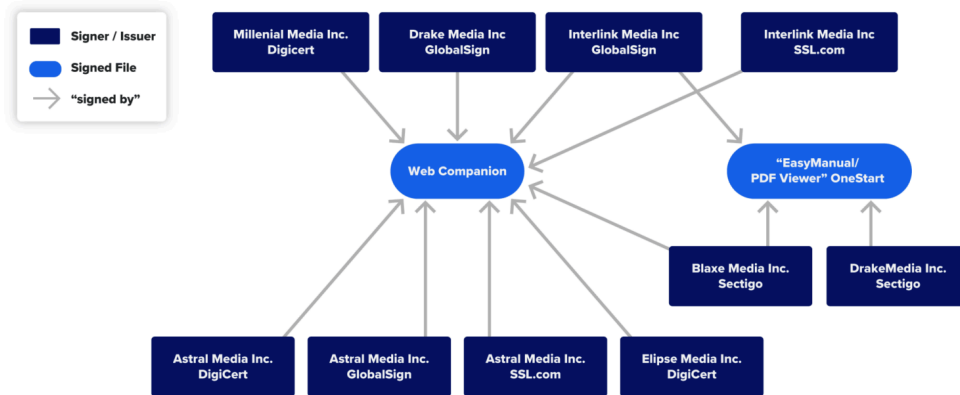 Signer / Issuer
Signed File
“signed by”
Millenial Media Inc.
Digicert
Drake Media Inc
GlobalSign
Interlink Media Inc
GlobalSign
Interlink Media Inc
SSL.com
Web Companion
“EasyManual/
PDF Viewer” OneStart
Blaxe Media Inc.
Sectigo
DrakeMedia Inc.
Sectigo
Astral Media Inc.
DigiCert
Astral Media Inc.
GlobalSign
Astral Media Inc.
SSL.com
Elipse Media Inc.
DigiCert